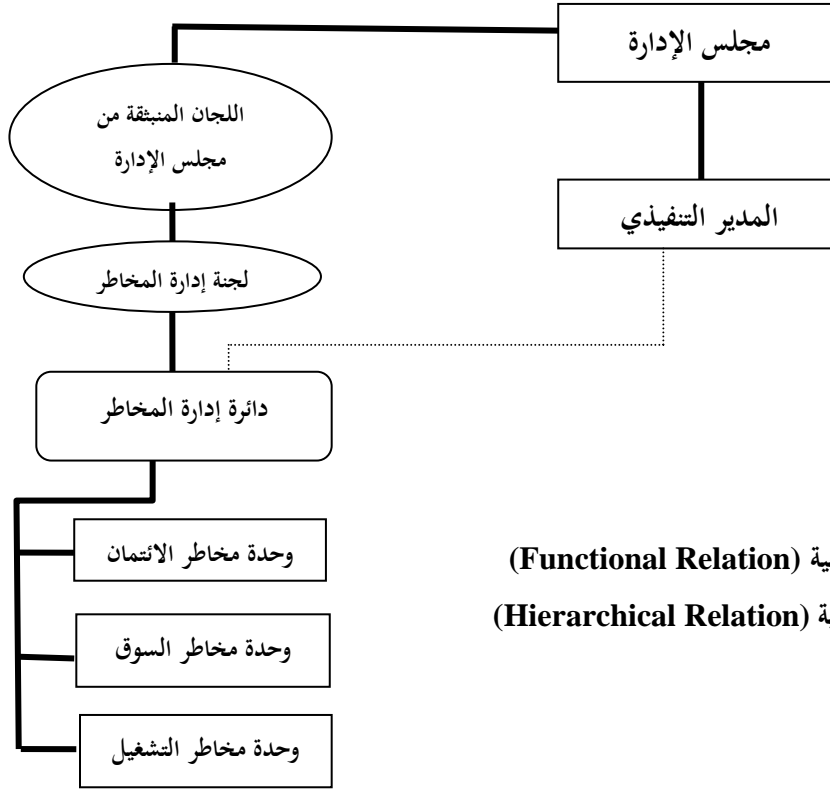 مجلس الإدارة
اللجان المنبثقة من
مجلس الإدارة
المدير التنفيذي
لجنة إدارة المخاطر
دائرة إدارة المخاطر
وحدة مخاطر الائتمان
(Functional Relation)
(Hierarchical Relation)
وحدة مخاطر السوق
وحدة مخاطر التشغيل